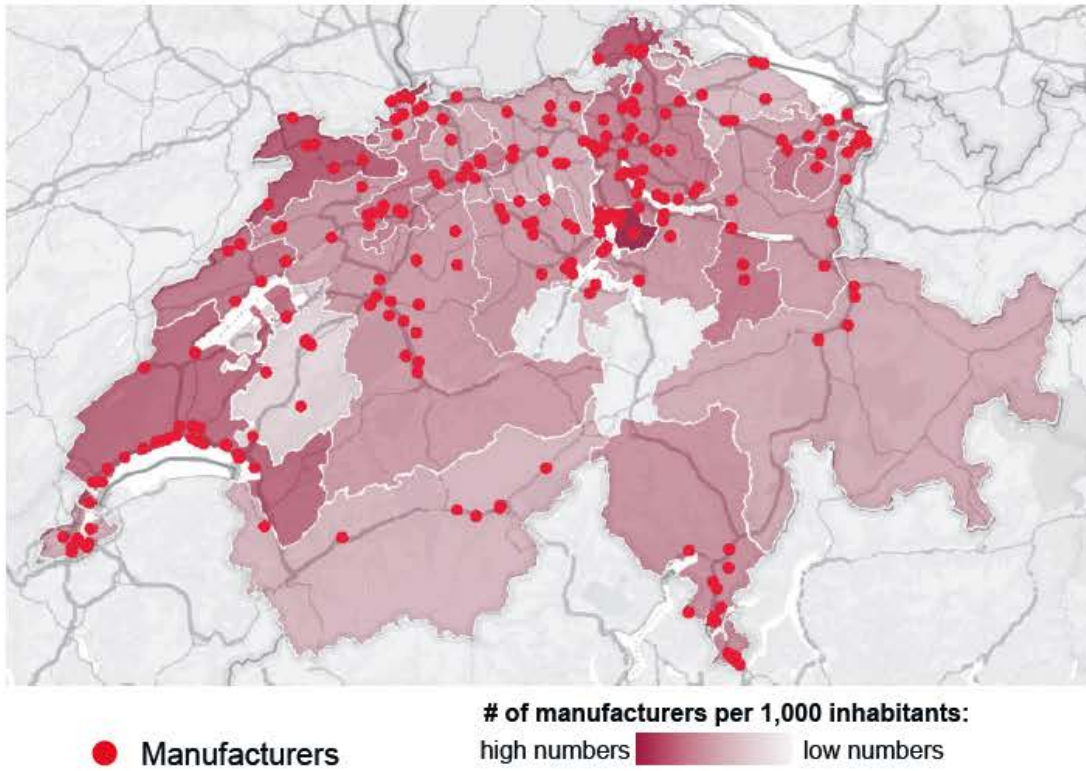 # of manufacturers per 1,000 inhabitants:
Manufacturers
high numbers low numbers